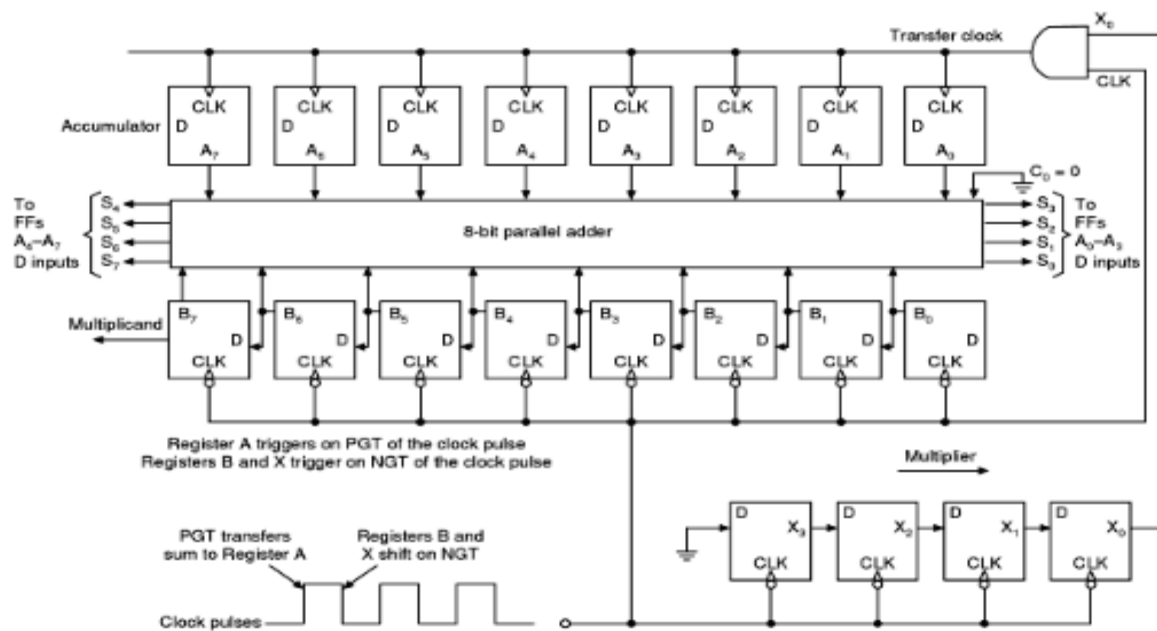 Transfer clock
X₀
CLK
Accumulator
CLK CLK CLK CLK CLK CLK CLK CLK
D D D D D D D D
A₇ A₆ A₅ A₄ A₃ A₂ A₁ A₀
C₀ = 0
To
FFs
A₄–A₇
D inputs
S₄
S₅
S₆
S₇
8-bit parallel adder
S₃
S₂
S₁
S₀
To
FFs
A₀–A₃
D inputs
Multiplicand
B₇ B₆ B₅ B₄ B₃ B₂ B₁ B₀
D D D D D D D
CLK CLK CLK CLK CLK CLK CLK CLK
Register A triggers on PGT of the clock pulse
Registers B and X trigger on NGT of the clock pulse
Multiplier
D D D D
X₃ X₂ X₁ X₀
CLK CLK CLK CLK
PGT transfers
sum to Register A
Registers B and
X shift on NGT
Clock pulses